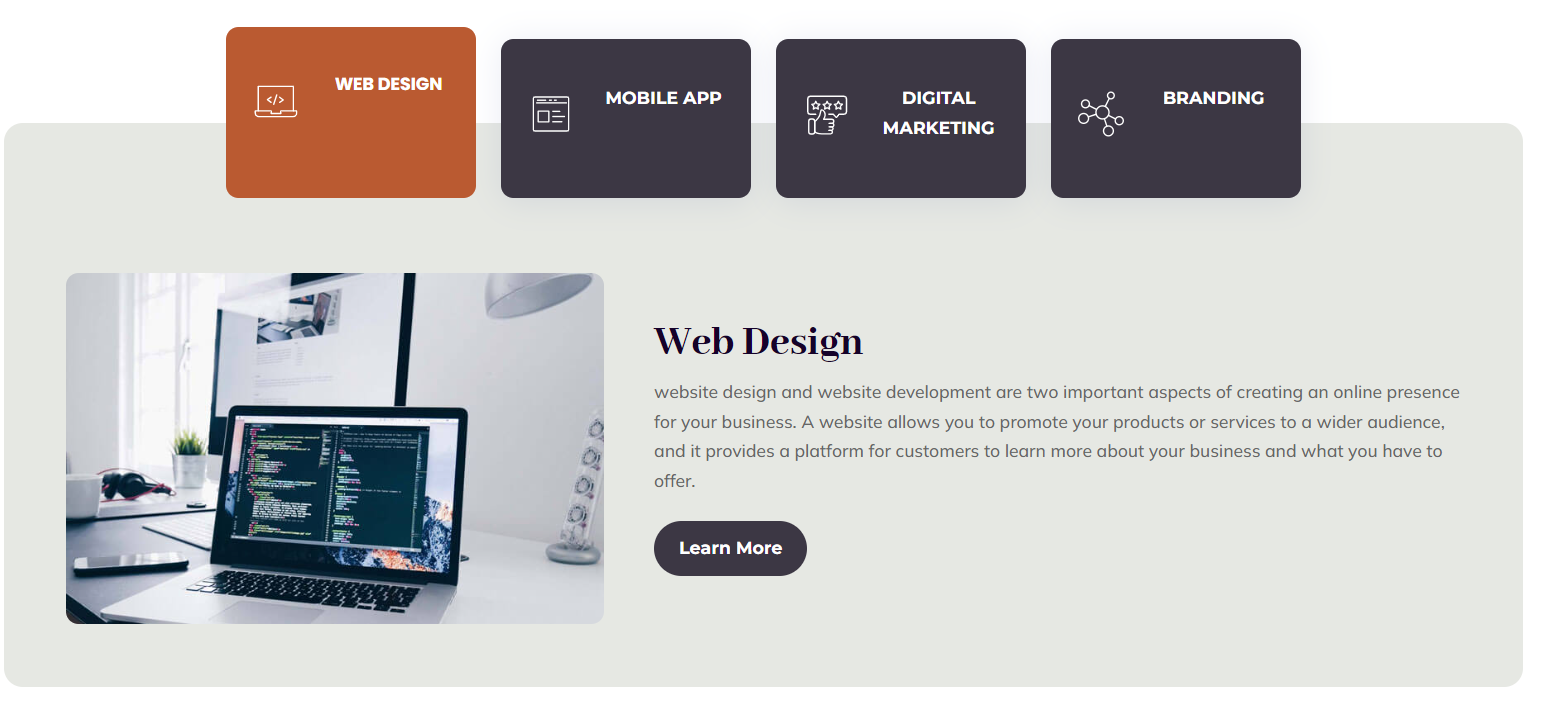 WEB DESIGN
MOBILE APP
DIGITAL
MARKETING
BRANDING
Web Design
website design and website development are two important aspects of creating an online presence
for your business. A website allows you to promote your products or services to a wider audience,
and it provides a platform for customers to learn more about your business and what you have to
offer.
Learn More